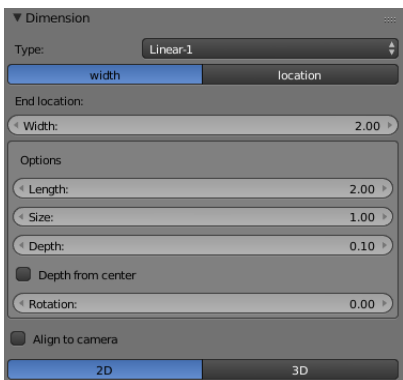 Dimension
Type: Linear-1
width location
End location:
Width: 2.00
Options
Length: 2.00
Size: 1.00
Depth: 0.10
Depth from center
Rotation: 0.00
Align to camera
2D 3D